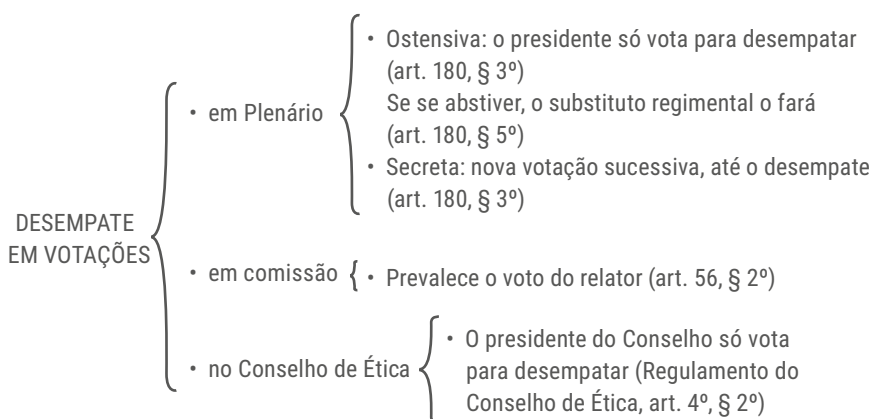 DESEMPATE
EM VOTAÇÕES
• em Plenário
• Ostensiva: o presidente só vota para desempatar
(art. 180, § 3º)
Se se abstiver, o substituto regimental o fará
(art. 180, § 5º)
• Secreta: nova votação sucessiva, até o desempate
(art. 180, § 3º)
• em comissão
• Prevalece o voto do relator (art. 56, § 2º)
• no Conselho de Ética
• O presidente do Conselho só vota
para desempatar (Regulamento do
Conselho de Ética, art. 4º, § 2º)